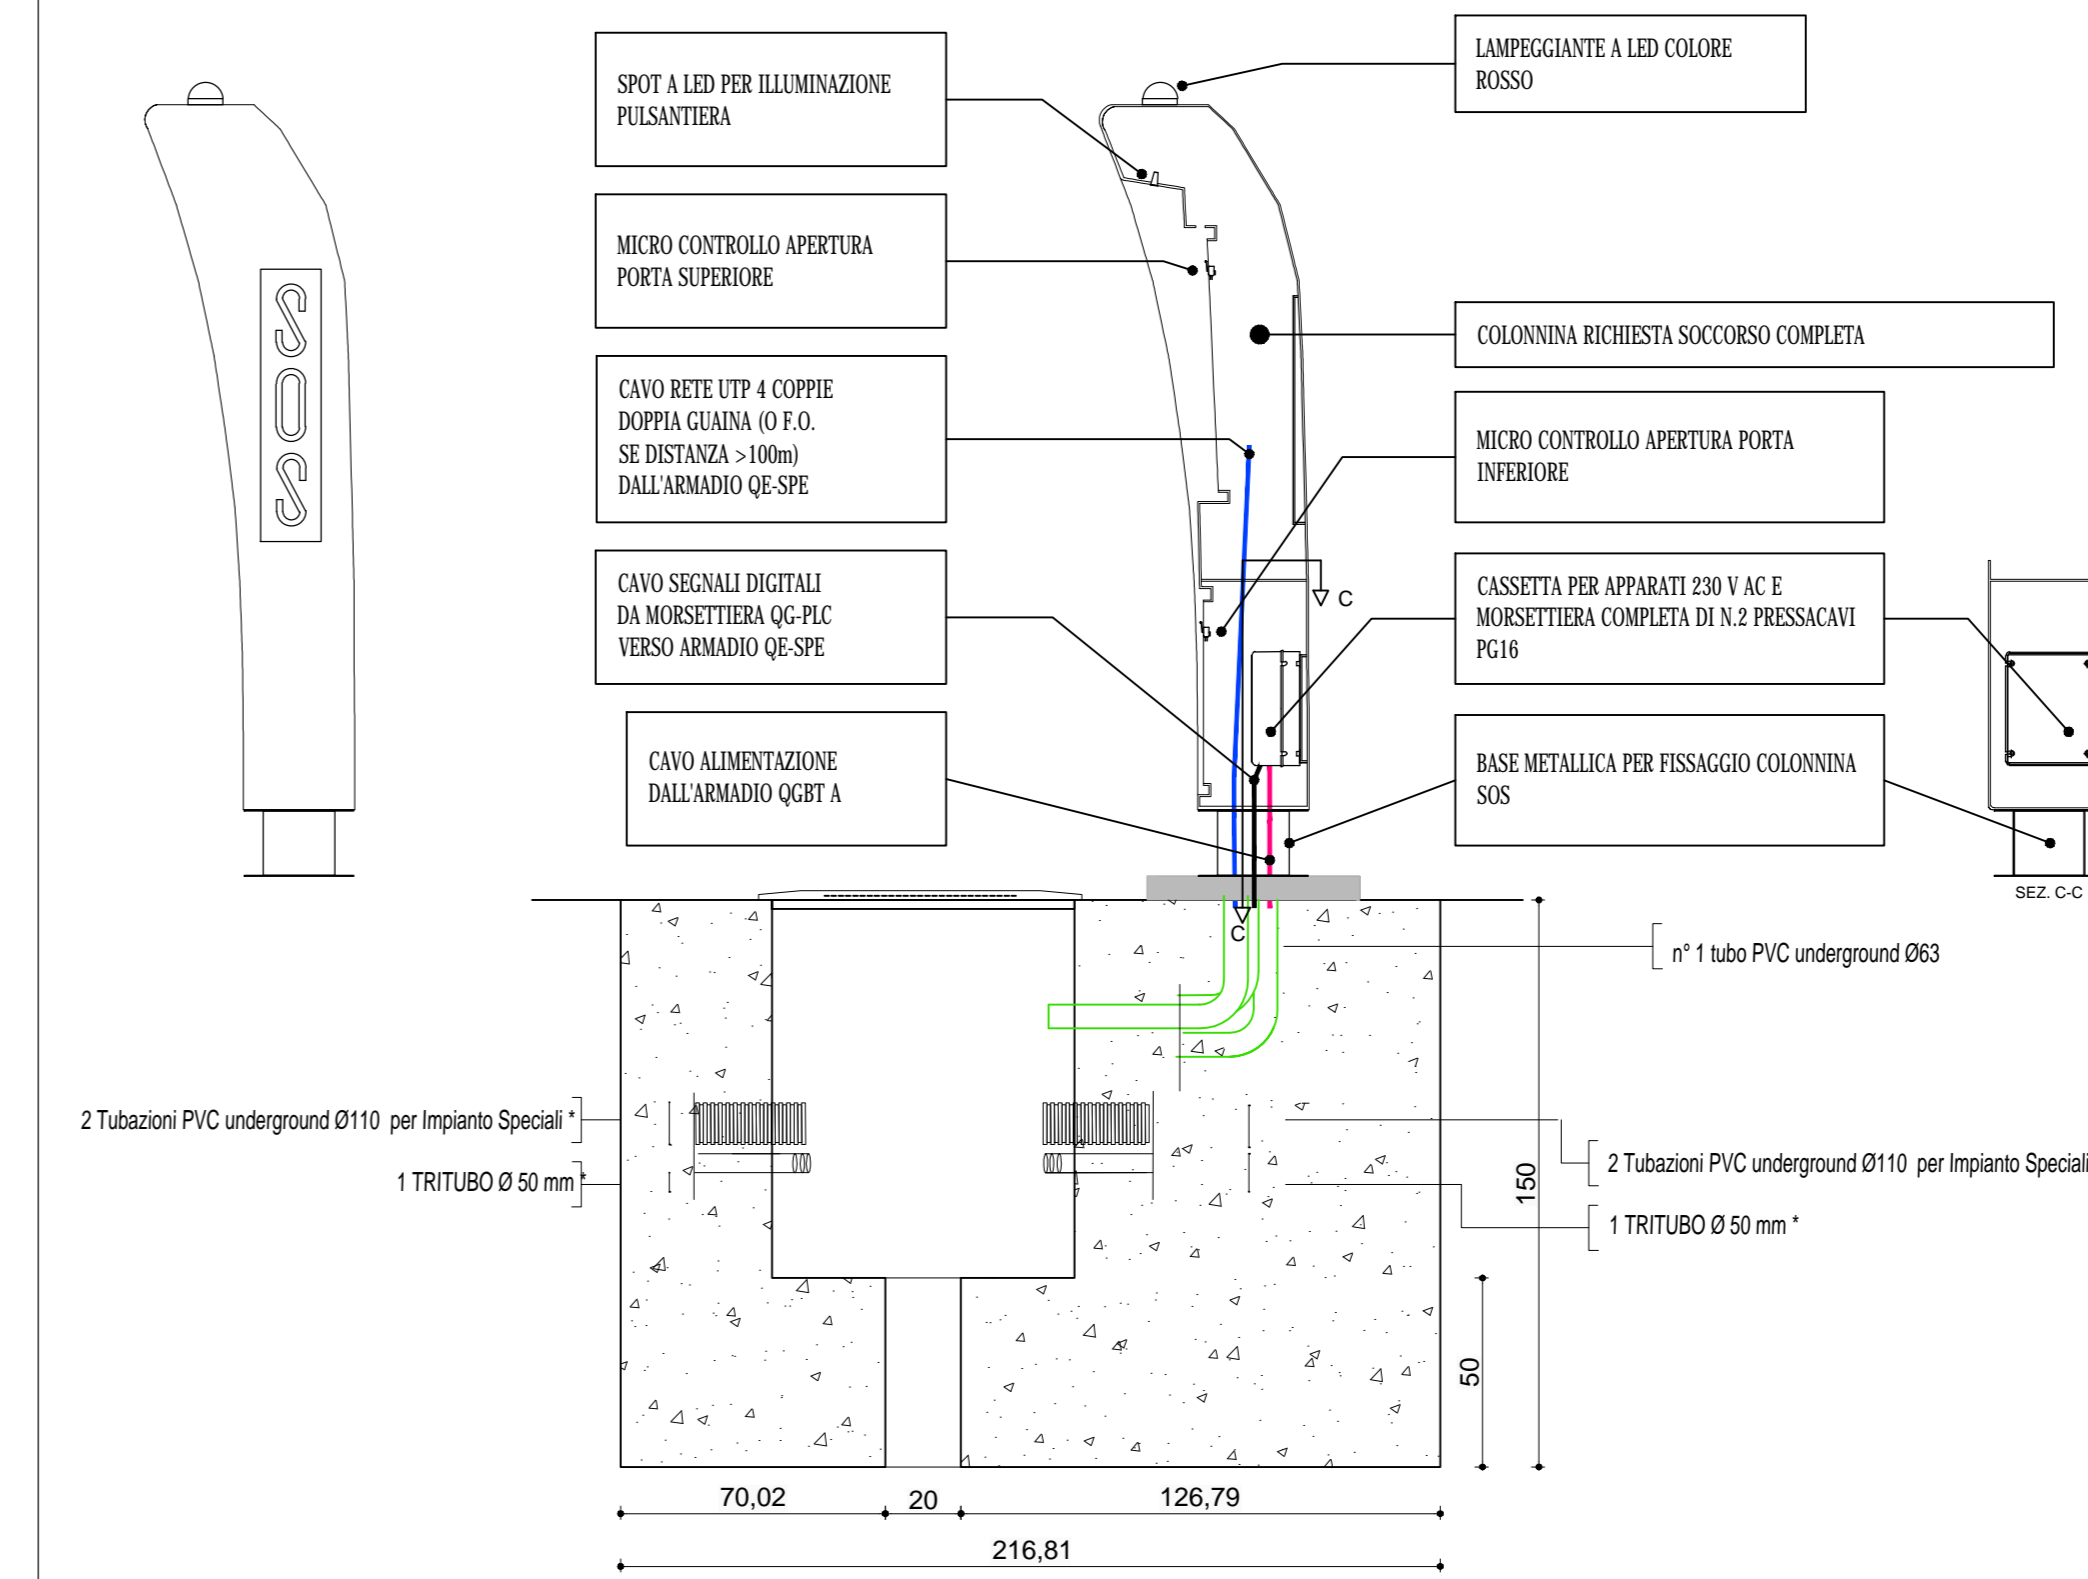 LAMPEGGIANTE A LED COLORE
ROSSO
SPOT A LED PER ILLUMINAZIONE
PULSANTIERA
MICRO CONTROLLO APERTURA
PORTA SUPERIORE
SOS
COLONNINA RICHIESTA SOCCORSO COMPLETA
CAVO RETE UTP 4 COPPIE
DOPPIA GUAINA (O F.O.
SE DISTANZA >100m)
DALL'ARMADIO QE-SPE
MICRO CONTROLLO APERTURA PORTA
INFERIORE
CAVO SEGNALI DIGITALI
DA MORSETTIERA QG-PLC
VERSO ARMADIO QE-SPE
C
CASSETTA PER APPARATI 230 V AC E
MORSETTIERA COMPLETA DI N.2 PRESSACAVI
PG16
CAVO ALIMENTAZIONE
DALL'ARMADIO QGBT A
BASE METALLICA PER FISSAGGIO COLONNINA
SOS
SEZ. C-C
C
n° 1 tubo PVC underground Ø63
2 Tubazioni PVC underground Ø110 per Impianto Speciali *
1 TRITUBO Ø 50 mm *
2 Tubazioni PVC underground Ø110 per Impianto Speciali
1 TRITUBO Ø 50 mm *
150
50
70,02
20
126,79
216,81